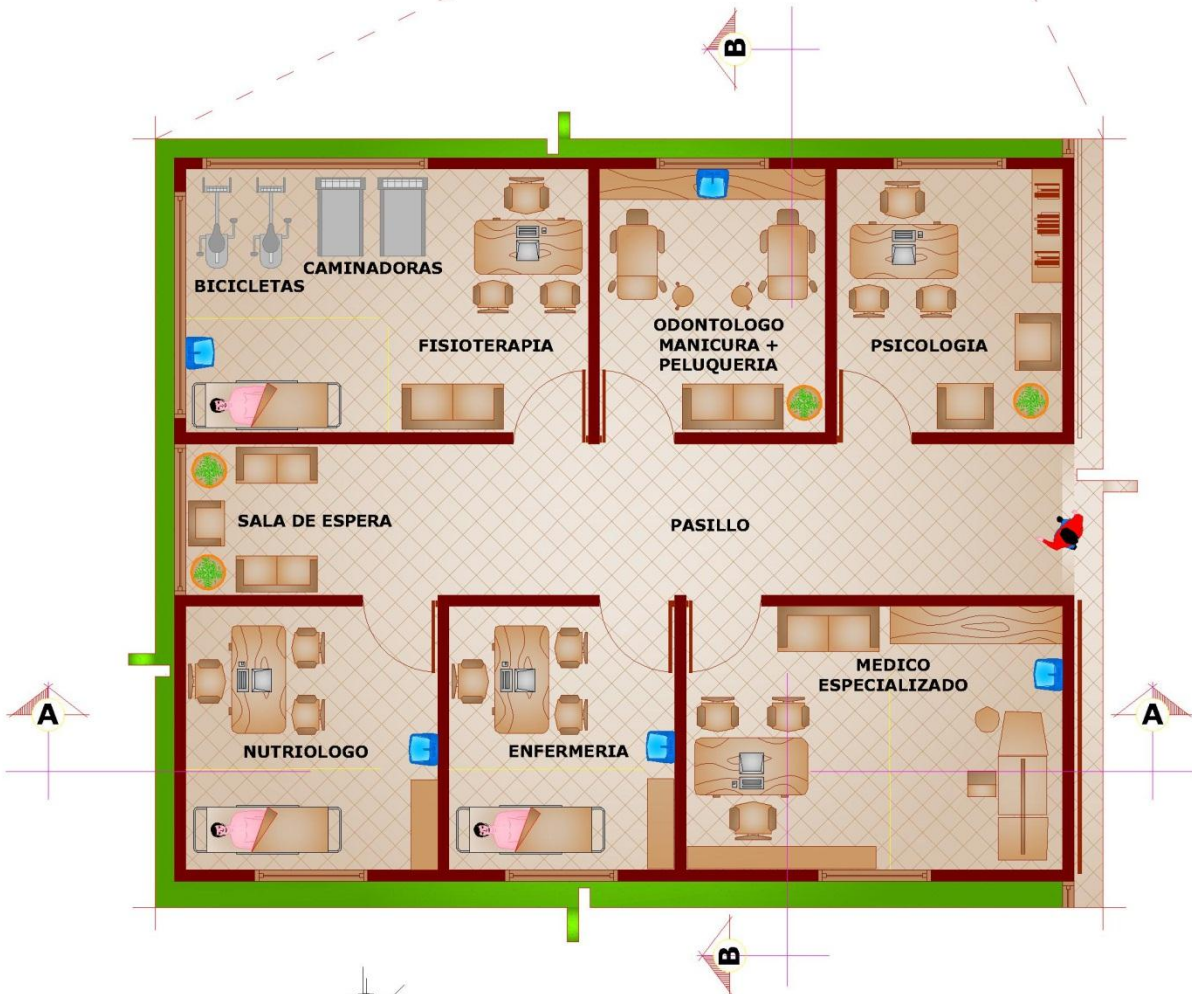 B
BICICLETAS
CAMINADORAS
FISIOTERAPIA
ODONTOLOGO
MANICURA +
PELUQUERIA
PSICOLOGIA
SALA DE ESPERA
PASILLO
MEDICO
ESPECIALIZADO
A
A
NUTRIOLOGO
ENFERMERIA
B